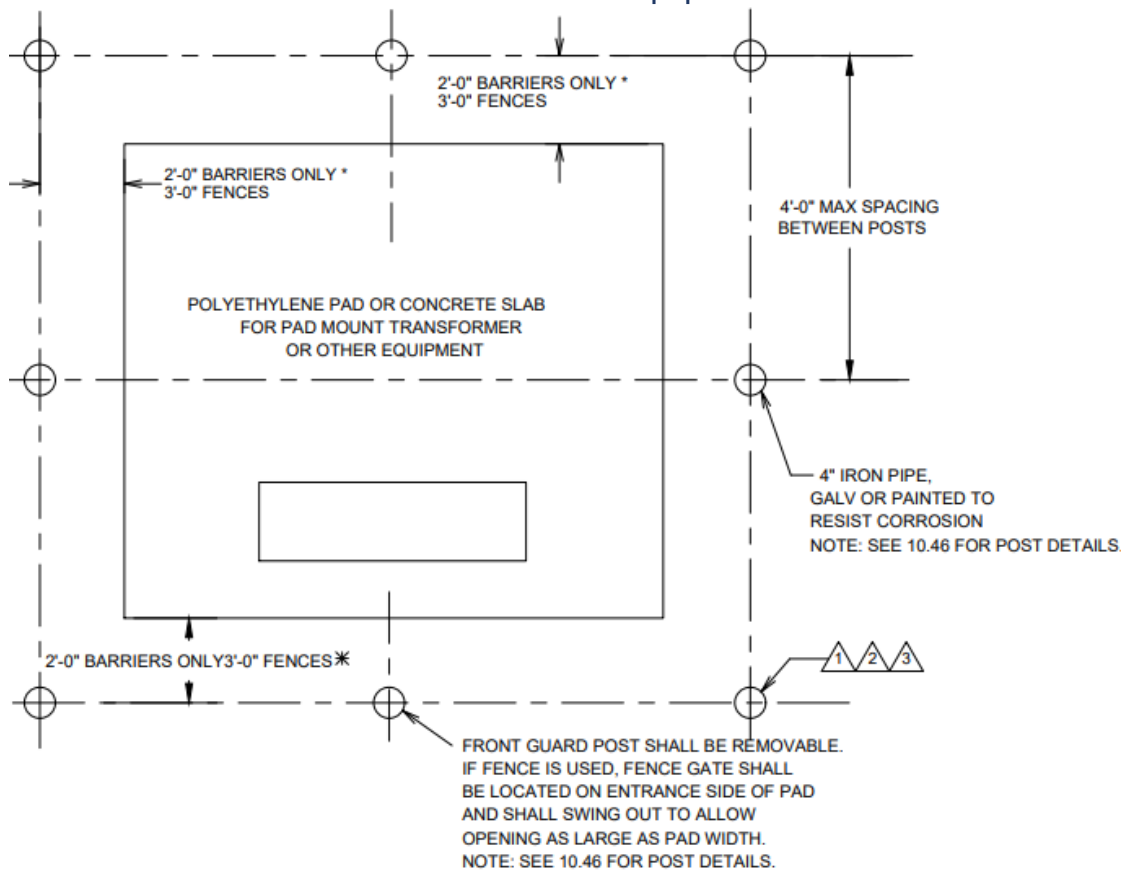 2'-0" BARRIERS ONLY *
3'-0" FENCES
2'-0" BARRIERS ONLY *
3'-0" FENCES
4'-0" MAX SPACING
BETWEEN POSTS
POLYETHYLENE PAD OR CONCRETE SLAB
FOR PAD MOUNT TRANSFORMER
OR OTHER EQUIPMENT
4" IRON PIPE,
GALV OR PAINTED TO
RESIST CORROSION
NOTE: SEE 10.46 FOR POST DETAILS.
2'-0" BARRIERS ONLY3'-0" FENCES*
1 2 3
FRONT GUARD POST SHALL BE REMOVABLE.
IF FENCE IS USED, FENCE GATE SHALL
BE LOCATED ON ENTRANCE SIDE OF PAD
AND SHALL SWING OUT TO ALLOW
OPENING AS LARGE AS PAD WIDTH.
NOTE: SEE 10.46 FOR POST DETAILS.